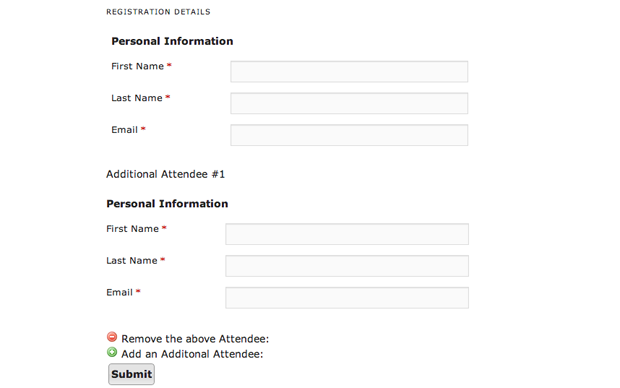 REGISTRATION DETAILS
Personal Information
First Name *
Last Name *
Email *
Additional Attendee #1
Personal Information
First Name *
Last Name *
Email *
Remove the above Attendee:
Add an Additonal Attendee:
Submit